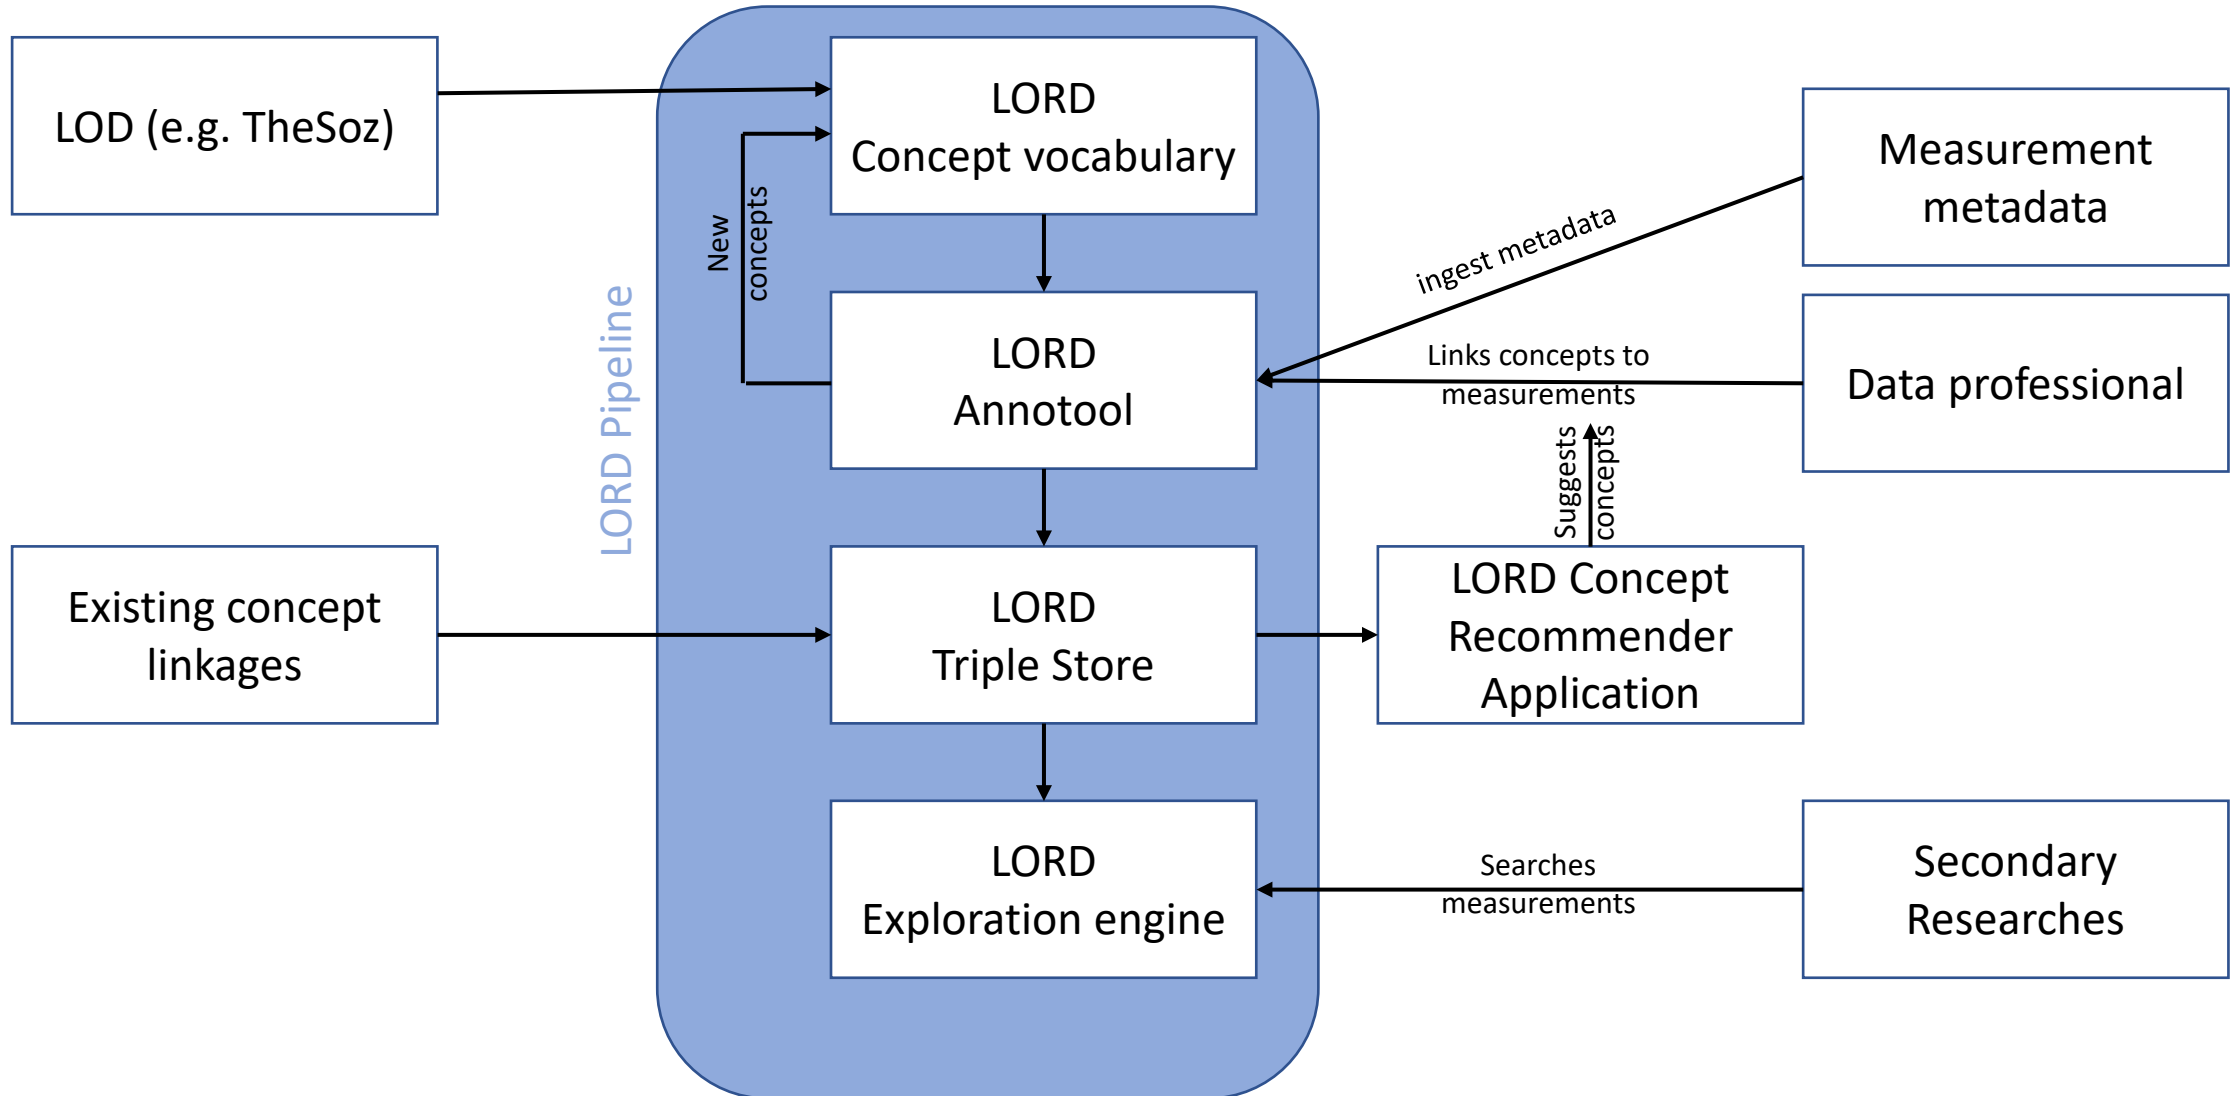 LOD (e.g. TheSoz)
LORD
Concept vocabulary
Measurement
metadata
New
concepts
ingest metadata
LORD Pipeline
LORD
Annotool
Links concepts to
measurements
Data professional
Suggests
concepts
Existing concept
linkages
LORD
Triple Store
LORD Concept
Recommender
Application
LORD
Exploration engine
Searches
measurements
Secondary
Researches